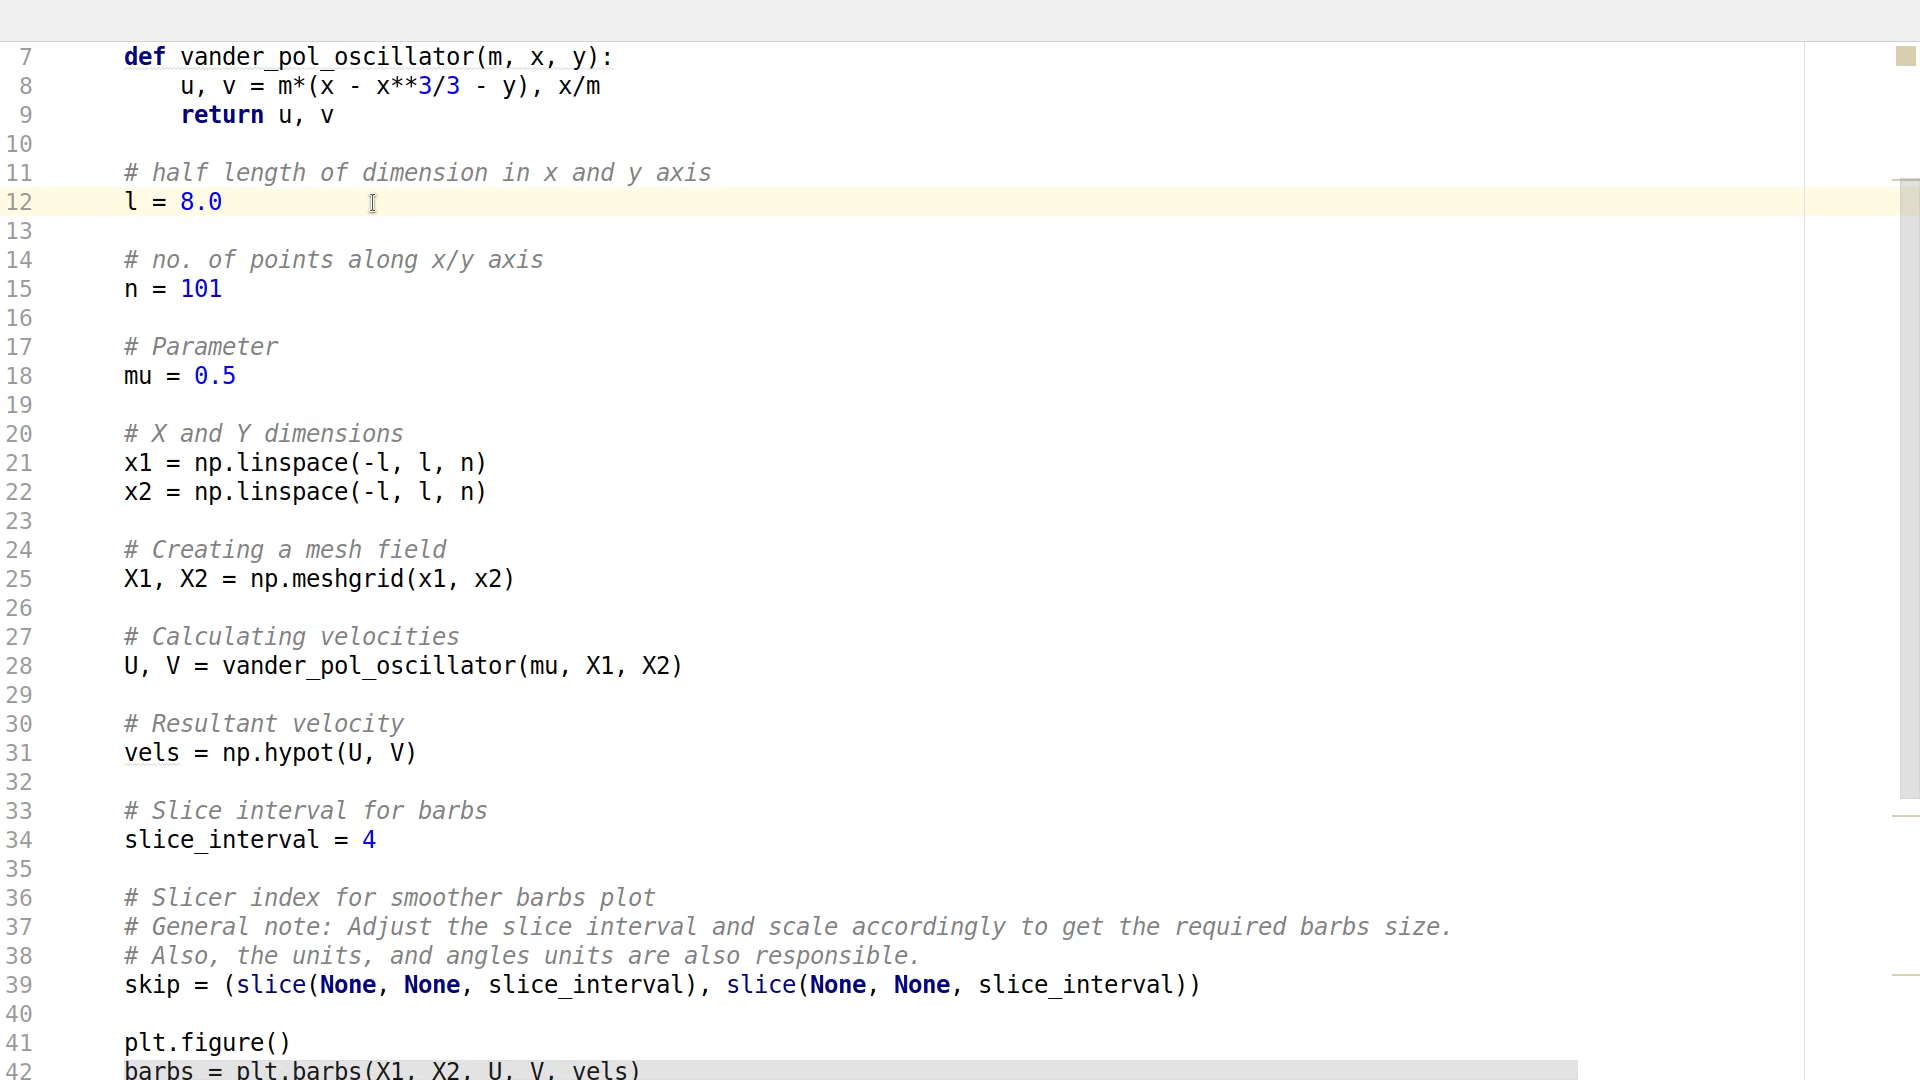 7 def vander_pol_oscillator(m, x, y):
8 u, v = m*(x - x**3/3 - y), x/m
9 return u, v
10
11 # half length of dimension in x and y axis
12 l = 8.0
13
14 # no. of points along x/y axis
15 n = 101
16
17 # Parameter
18 mu = 0.5
19
20 # X and Y dimensions
21 x1 = np.linspace(-l, l, n)
22 x2 = np.linspace(-l, l, n)
23
24 # Creating a mesh field
25 X1, X2 = np.meshgrid(x1, x2)
26
27 # Calculating velocities
28 U, V = vander_pol_oscillator(mu, X1, X2)
29
30 # Resultant velocity
31 vels = np.hypot(U, V)
32
33 # Slice interval for barbs
34 slice_interval = 4
35
36 # Slicer index for smoother barbs plot
37 # General note: Adjust the slice interval and scale accordingly to get the required barbs size.
38 # Also, the units, and angles units are also responsible.
39 skip = (slice(None, None, slice_interval), slice(None, None, slice_interval))
40
41 plt.figure()
42 barbs = plt.barbs(X1, X2, U, V, vels)